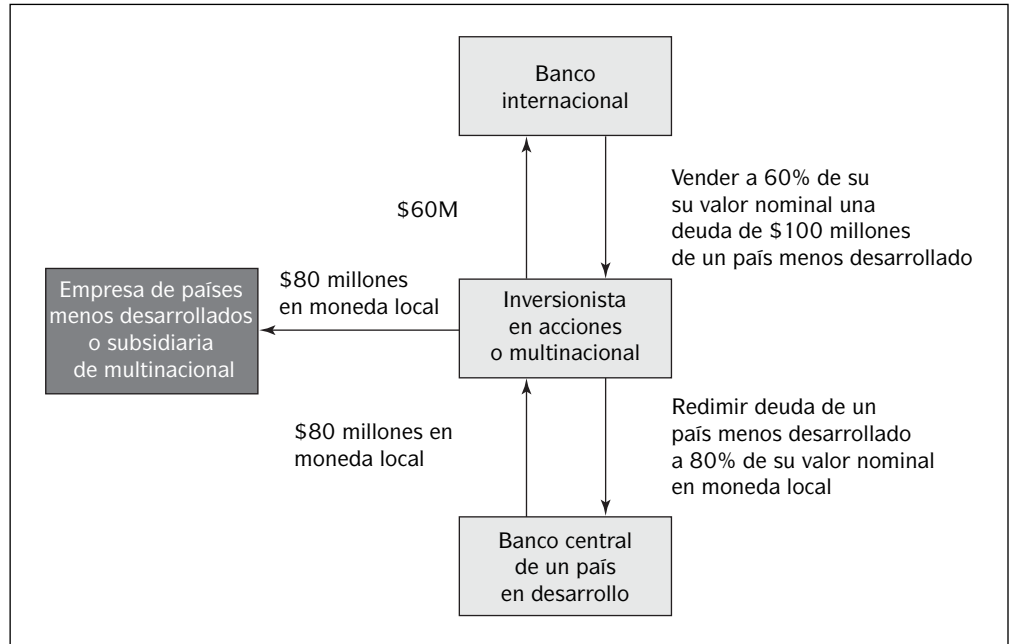 Banco
internacional
$60M
Vender a 60% de su
su valor nominal una
deuda de $100 millones
de un país menos desarrollado
Empresa de países
menos desarrollados
o subsidiaria
de multinacional
$80 millones
en moneda local
Inversionista
en acciones
o multinacional
$80 millones en
moneda local
Redimir deuda de un
país menos desarrollado
a 80% de su valor nominal
en moneda local
Banco central
de un país
en desarrollo